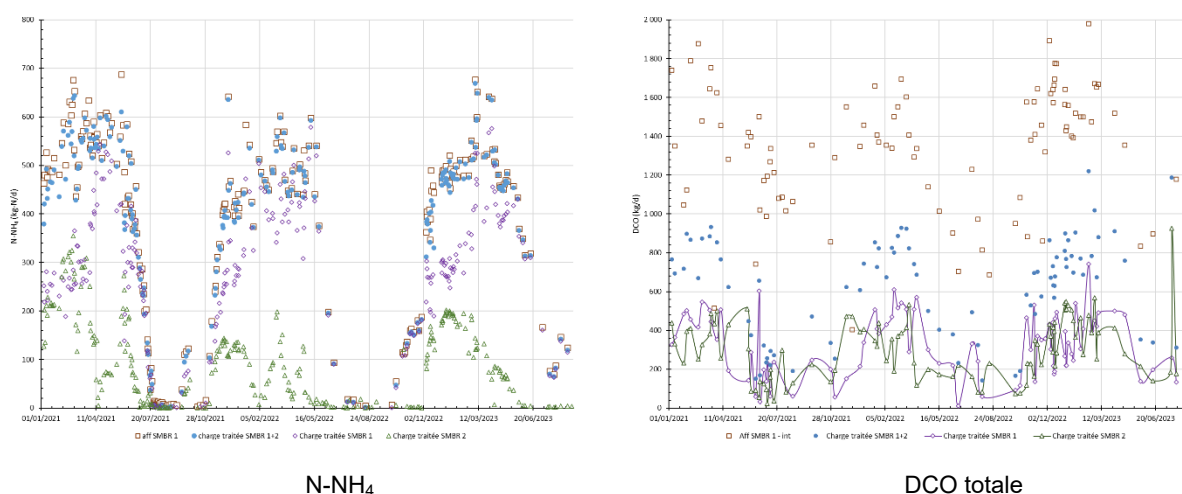 800
700
600
500
400
300
200
100
0
N-NH₄ (kg N/d)
01/01/2021 11/04/2021 20/07/2021 28/10/2021 05/02/2022 16/05/2022 24/08/2022 02/12/2022 12/03/2023 20/06/2023
aff SMBR 1 charge traitée SMBR 1+2 Charge traitée SMBR 1 Charge traitée SMBR 2
N-NH₄
2 000
1 800
1 600
1 400
1 200
1 000
800
600
400
200
0
DCO (kg/d)
01/01/2021 11/04/2021 20/07/2021 28/10/2021 05/02/2022 16/05/2022 24/08/2022 02/12/2022 12/03/2023 20/06/2023
Aff SMBR 1 - int Charge traitée SMBR 1+2 Charge traitée SMBR 1 Charge traitée SMBR 2
DCO totale